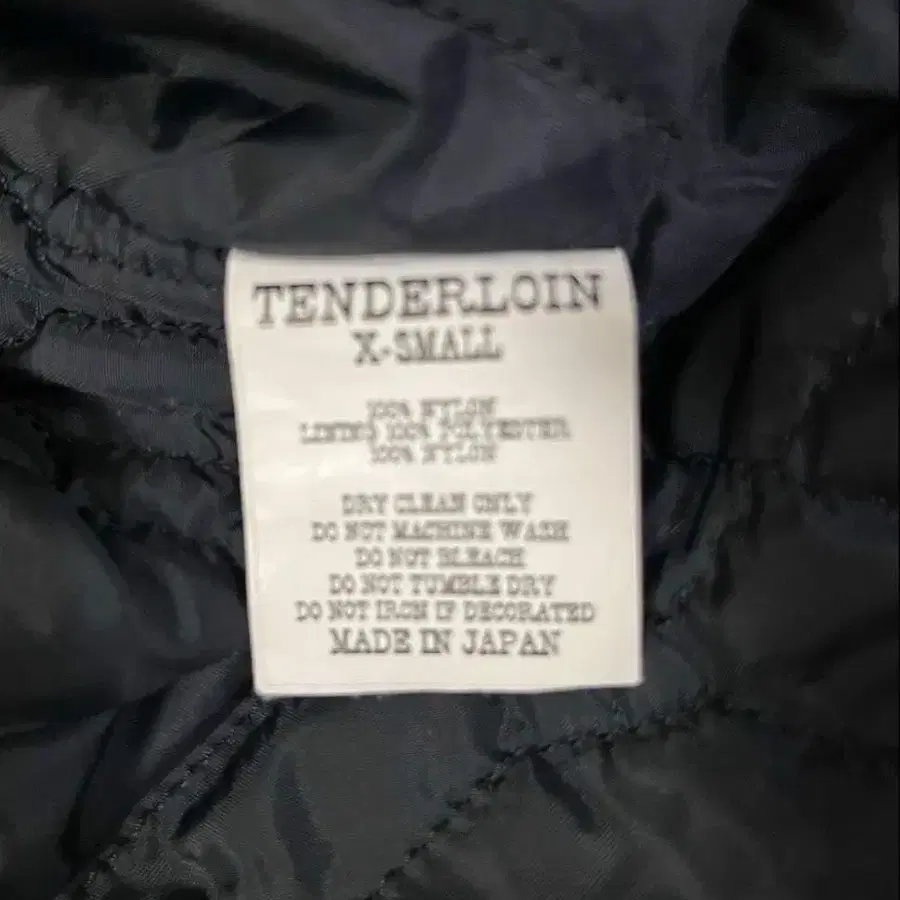 TENDERLOIN
X-SMALL
100% NYLON
LINING 100% POLYESTER
100% NYLON
DRY CLEAN ONLY
DO NOT MACHINE WASH
DO NOT BLEACH
DO NOT TUMBLE DRY
DO NOT IRON IF DECORATED
MADE IN JAPAN